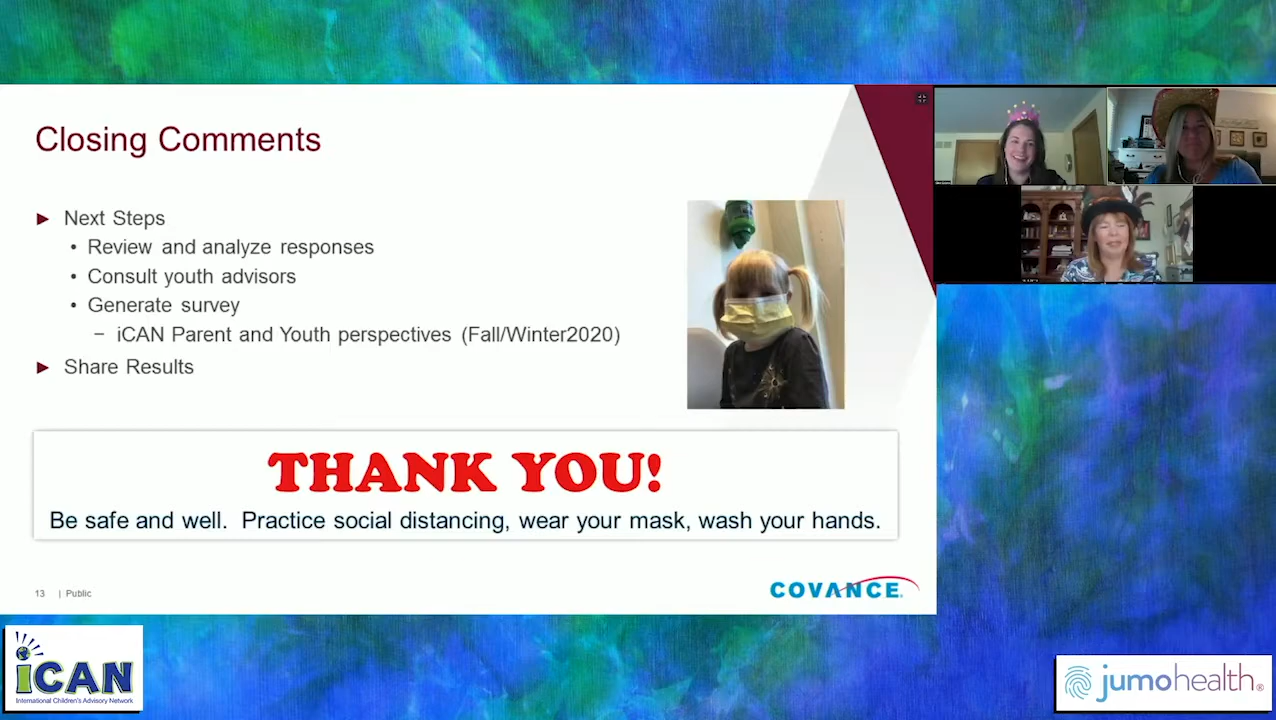 Closing Comments
► Next Steps
• Review and analyze responses
• Consult youth advisors
• Generate survey
− iCAN Parent and Youth perspectives (Fall/Winter2020)
► Share Results
THANK YOU!
Be safe and well. Practice social distancing, wear your mask, wash your hands.
13 | Public
COVANCE.
iCAN
International Children's Advisory Network
jumohealth®